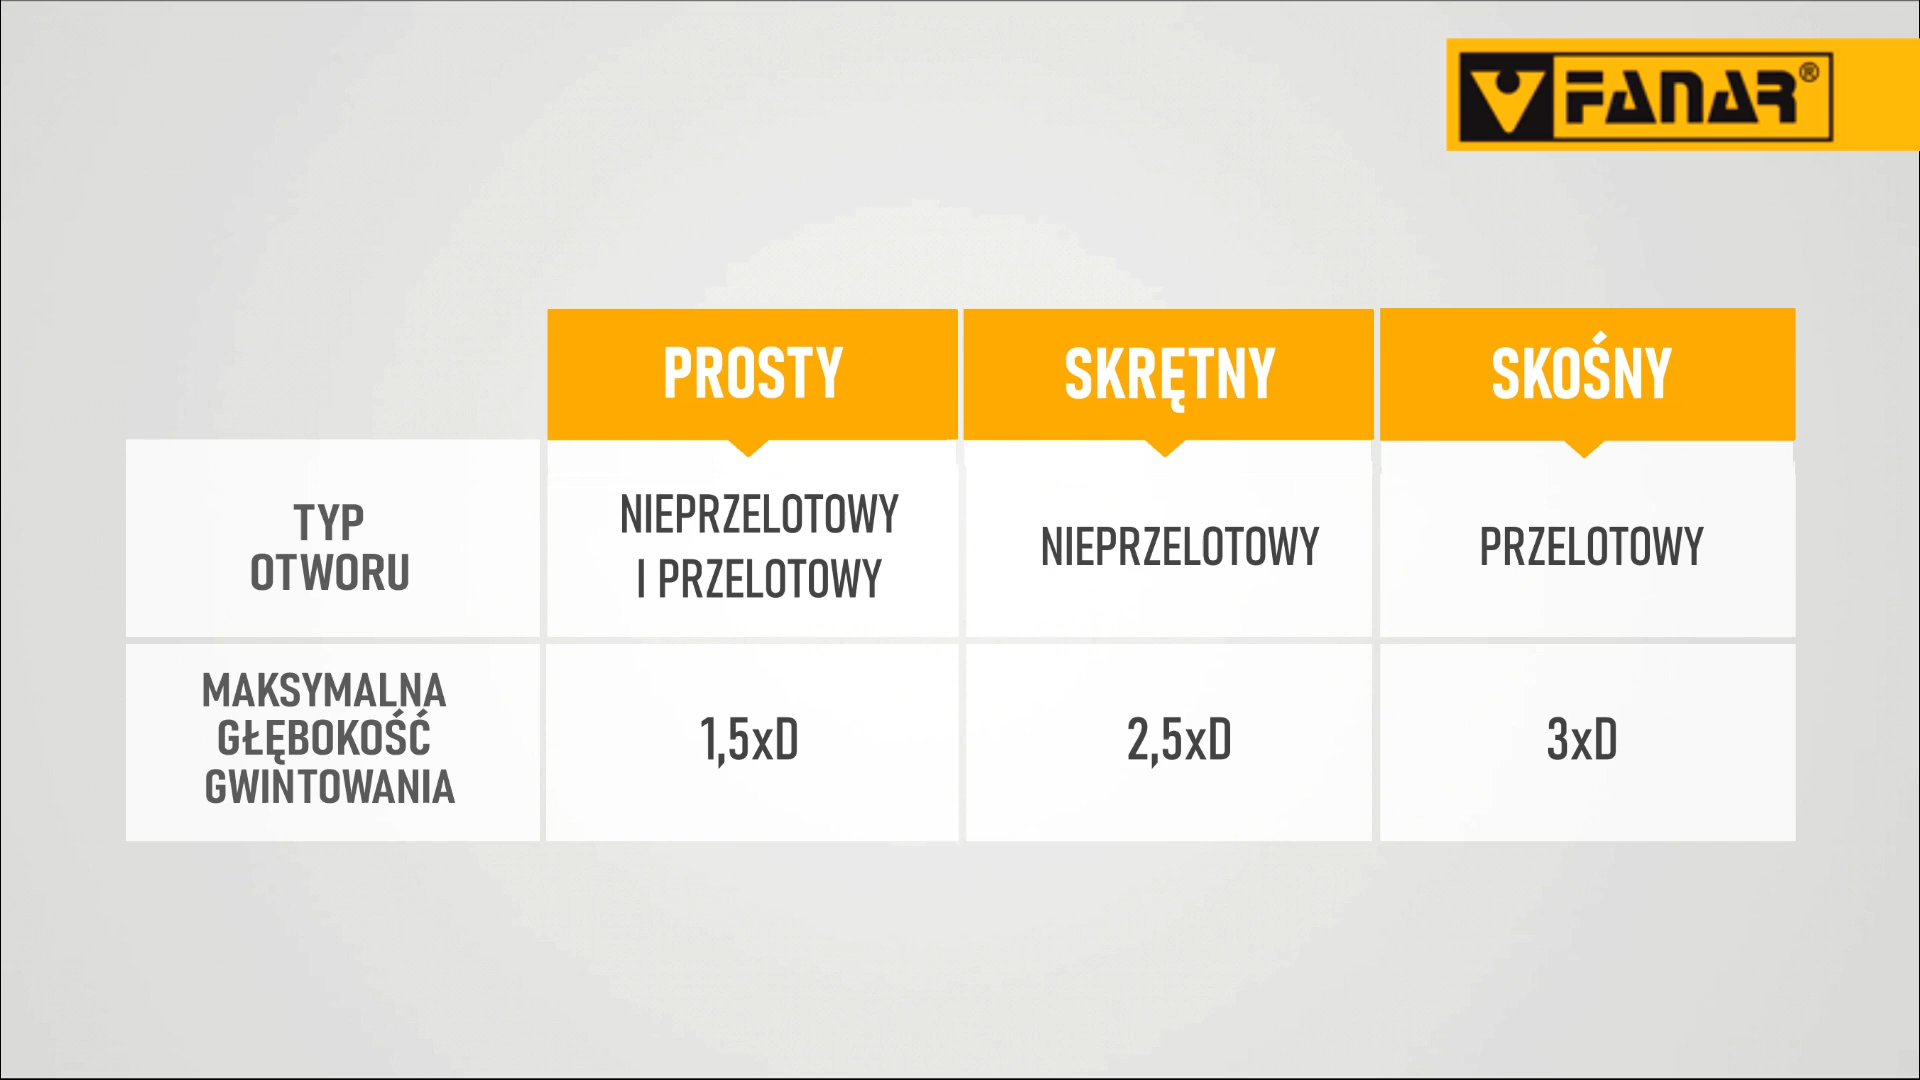 FANAR®
PROSTY
SKRĘTNY
SKOŚNY
TYP
OTWORU
NIEPRZELOTOWY
I PRZELOTOWY
NIEPRZELOTOWY
PRZELOTOWY
MAKSYMALNA
GŁĘBOKOŚĆ
GWINTOWANIA
1,5xD
2,5xD
3xD